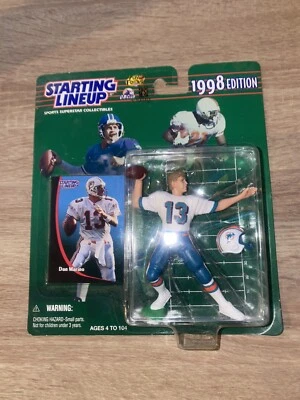 STARTING
LINEUP
SPORTS SUPERSTAR COLLECTIBLES
1998 EDITION
13
Dan Marino
13
WARNING:
CHOKING HAZARD-Small parts.
Not for children under 3 years.
AGES 4 TO 104